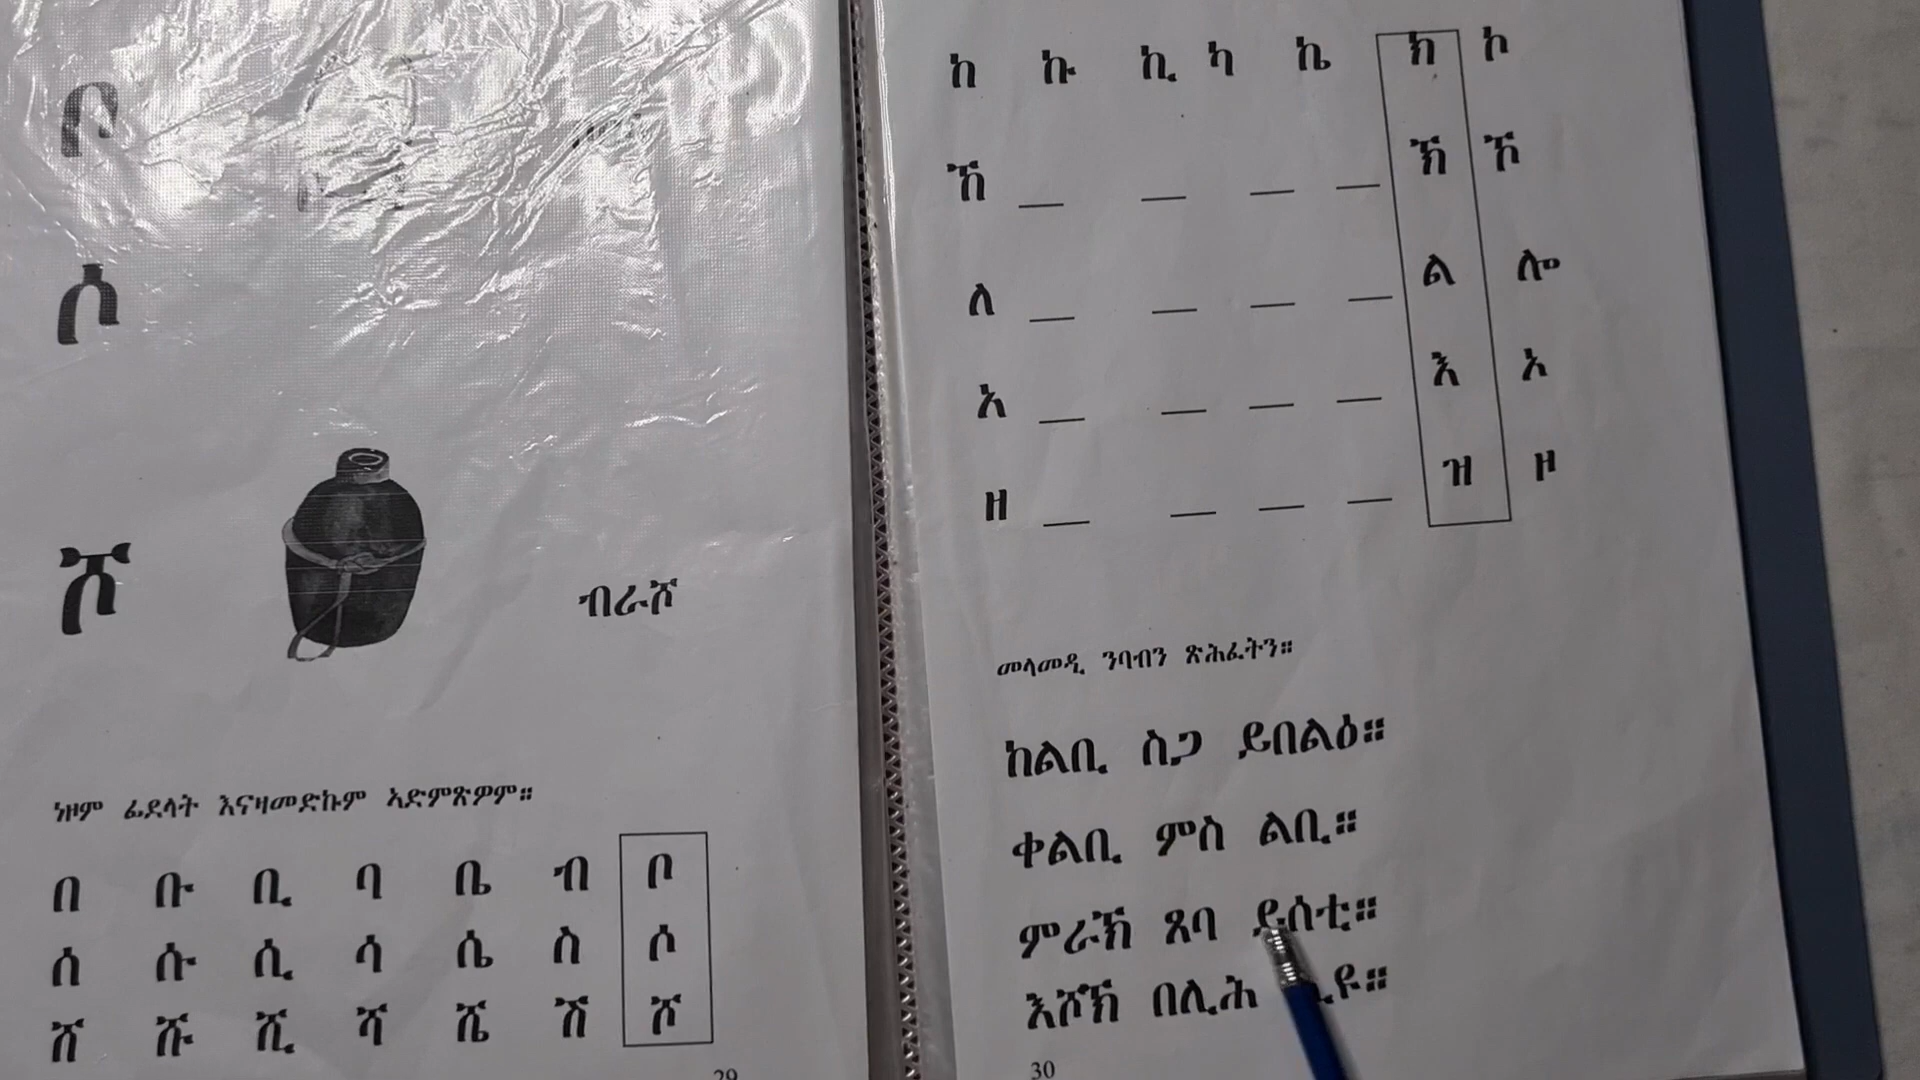 ቦ
ሶ
ሾ
ብራሾ
ነዞም ፊደላት እናዛመድኩም ኣድምጽዎም።
በ ቡ ቢ ባ ቤ ብ ቦ
ሰ ሱ ሲ ሳ ሴ ስ ሶ
ሸ ሹ ሺ ሻ ሼ ሽ ሾ
29
ከ ኩ ኪ ካ ኬ ክ ኮ
ኸ _ _ _ _ ኽ ኾ
ለ _ _ _ _ ል ሎ
አ _ _ _ _ እ ኦ
ዘ _ _ _ _ ዝ ዞ
መላመዲ ንባብን ጽሕፈትን።
ከልቢ ስጋ ይበልዕ።
ቀልቢ ምስ ልቢ።
ምራኽ ጸባ ይሰቲ።
እሾኽ በሊሕ
30